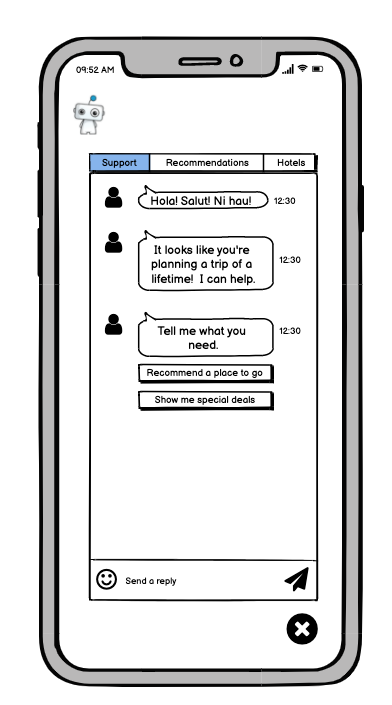 09:52 AM
Support Recommendations Hotels
Hola! Salut! Ni hau! 12:30
It looks like you're
planning a trip of a
lifetime! I can help.
12:30
Tell me what you
need.
12:30
Recommend a place to go
Show me special deals
Send a reply